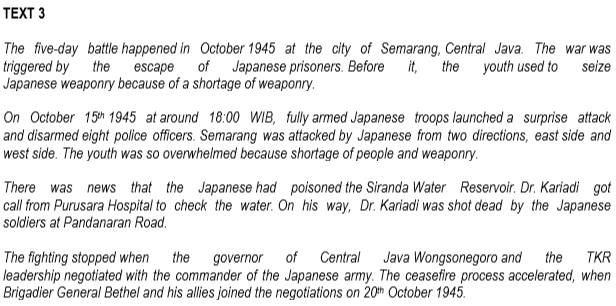 TEXT 3
The five-day battle happened in October 1945 at the city of Semarang, Central Java. The war was
triggered by the escape of Japanese prisoners. Before it, the youth used to seize
Japanese weaponry because of a shortage of weaponry.
On October 15th 1945 at around 18:00 WIB, fully armed Japanese troops launched a surprise attack
and disarmed eight police officers. Semarang was attacked by Japanese from two directions, east side and
west side. The youth was so overwhelmed because shortage of people and weaponry.
There was news that the Japanese had poisoned the Siranda Water Reservoir. Dr. Kariadi got
call from Purusara Hospital to check the water. On his way, Dr. Kariadi was shot dead by the Japanese
soldiers at Pandanaran Road.
The fighting stopped when the governor of Central Java Wongsonegoro and the TKR
leadership negotiated with the commander of the Japanese army. The ceasefire process accelerated, when
Brigadier General Bethel and his allies joined the negotiations on 20th October 1945.